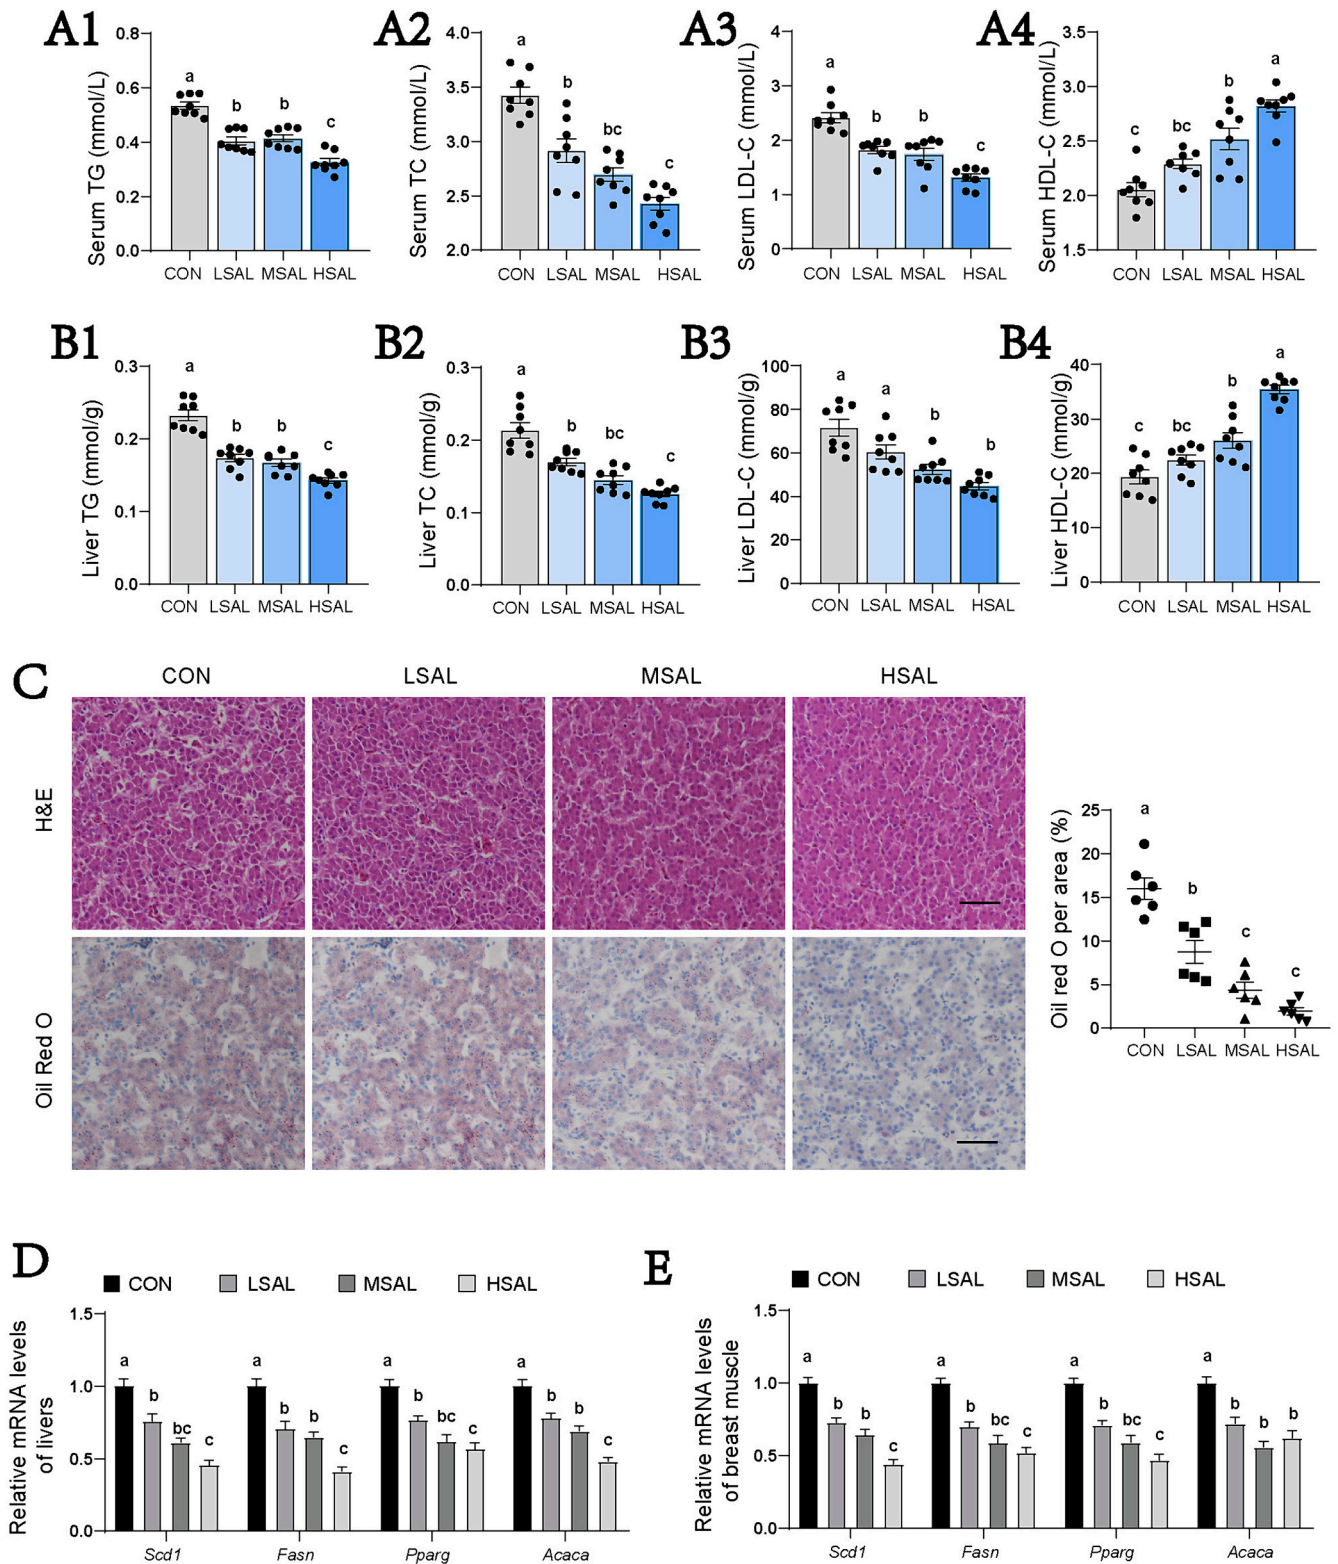 A1
Serum TG (mmol/L)
0.8
0.6
0.4
0.2
0.0
a
b
b
c
CON LSAL MSAL HSAL
A2
Serum TC (mmol/L)
4.0
3.5
3.0
2.5
2.0
a
b
bc
c
CON LSAL MSAL HSAL
A3
Serum LDL-C (mmol/L)
4
3
2
1
0
a
b
b
c
CON LSAL MSAL HSAL
A4
Serum HDL-C (mmol/L)
3.5
3.0
2.5
2.0
1.5
c
bc
b
a
CON LSAL MSAL HSAL
B1
Liver TG (mmol/g)
0.3
0.2
0.1
0.0
a
b
b
c
CON LSAL MSAL HSAL
B2
Liver TC (mmol/g)
0.3
0.2
0.1
0.0
a
b
bc
c
CON LSAL MSAL HSAL
B3
Liver LDL-C (mmol/g)
100
80
60
40
20
0
a
a
b
b
CON LSAL MSAL HSAL
B4
Liver HDL-C (mmol/g)
40
30
20
10
0
c
bc
b
a
CON LSAL MSAL HSAL
C
CON LSAL MSAL HSAL
H&E
Oil Red O
Oil red O per area (%)
25
20
15
10
5
0
a
b
c
c
CON LSAL MSAL HSAL
D
CON LSAL MSAL HSAL
Relative mRNA levels
of livers
1.5
1.0
0.5
0.0
a b bc c
a b b c
a b bc c
a b b c
Scd1 Fasn Pparg Acaca
E
CON LSAL MSAL HSAL
Relative mRNA levels
of breast muscle
1.5
1.0
0.5
0.0
a b b c
a b bc c
a b bc c
a b b b
Scd1 Fasn Pparg Acaca